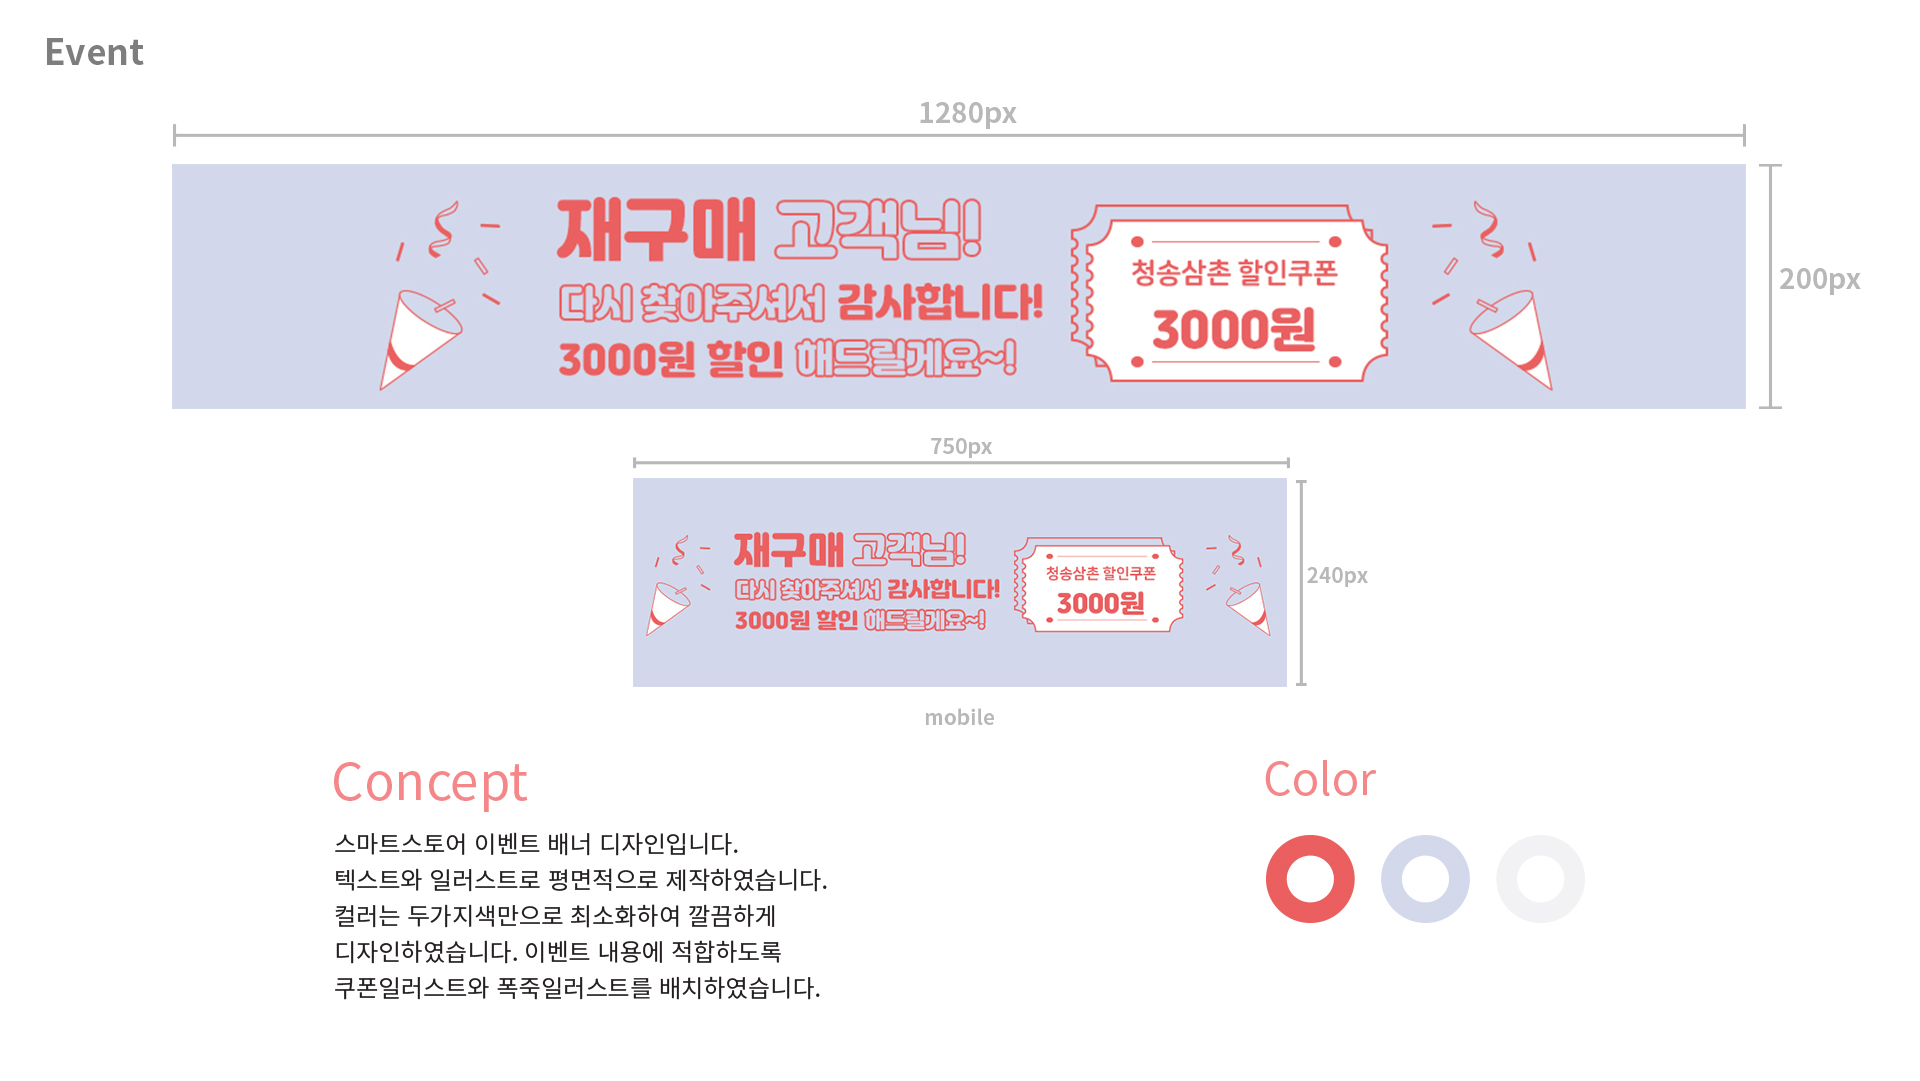 Event
1280px
재구매 고객님!
다시 찾아주셔서 감사합니다!
3000원 할인 해드릴게요~!
청송삼촌 할인쿠폰
3000원
200px
750px
재구매 고객님!
다시 찾아주셔서 감사합니다!
3000원 할인 해드릴게요~!
청송삼촌 할인쿠폰
3000원
240px
mobile
Concept
스마트스토어 이벤트 배너 디자인입니다.
텍스트와 일러스트로 평면적으로 제작하였습니다.
컬러는 두가지색만으로 최소화하여 깔끔하게
디자인하였습니다. 이벤트 내용에 적합하도록
쿠폰일러스트와 폭죽일러스트를 배치하였습니다.
Color